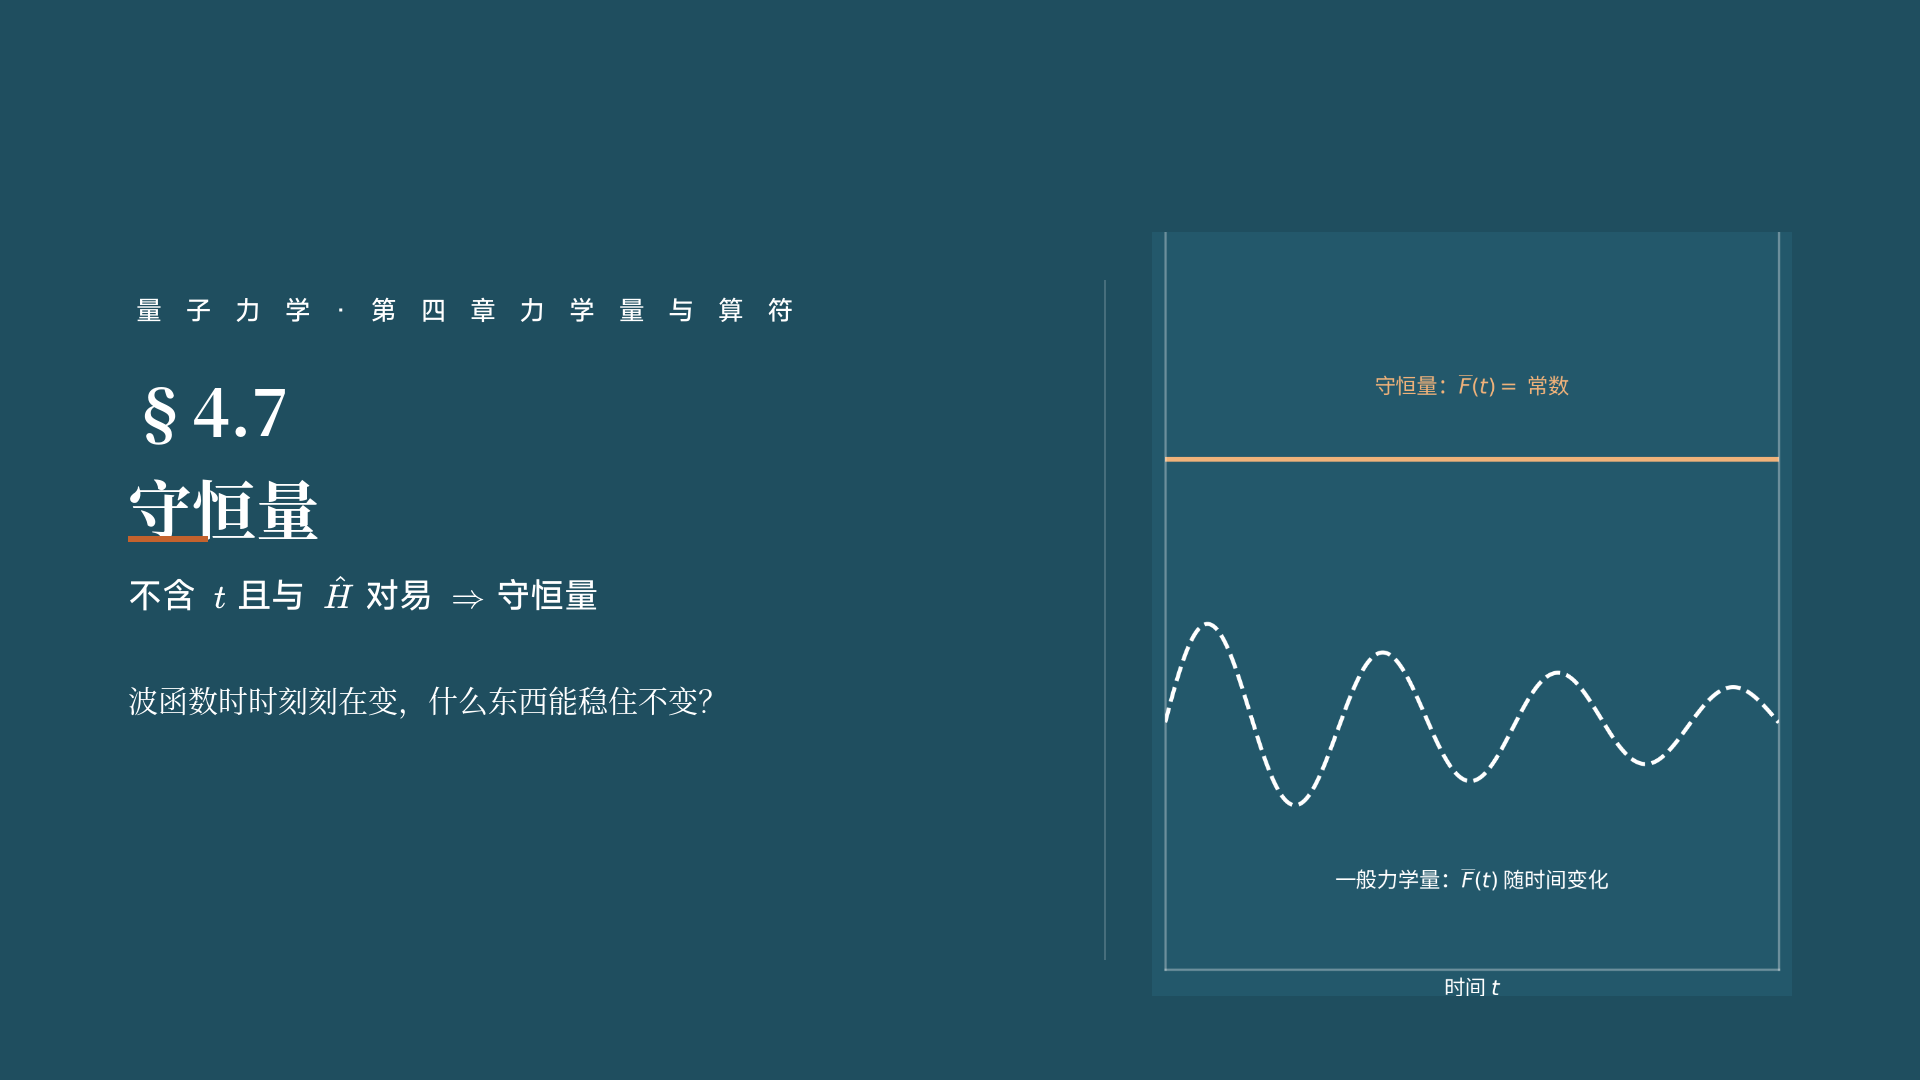 量子力学·第四章力学量与算符
§4.7
守恒量
不含 t 且与 Ĥ 对易 ⇒ 守恒量
波函数时时刻刻在变，什么东西能稳住不变？
守恒量：F̅(t) = 常数
一般力学量：F̅(t) 随时间变化
时间 t